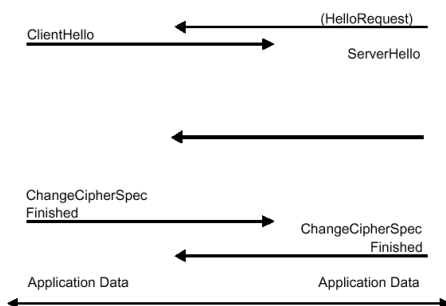 (HelloRequest)
ClientHello
ServerHello
ChangeCipherSpec
Finished
ChangeCipherSpec
Finished
Application Data
Application Data